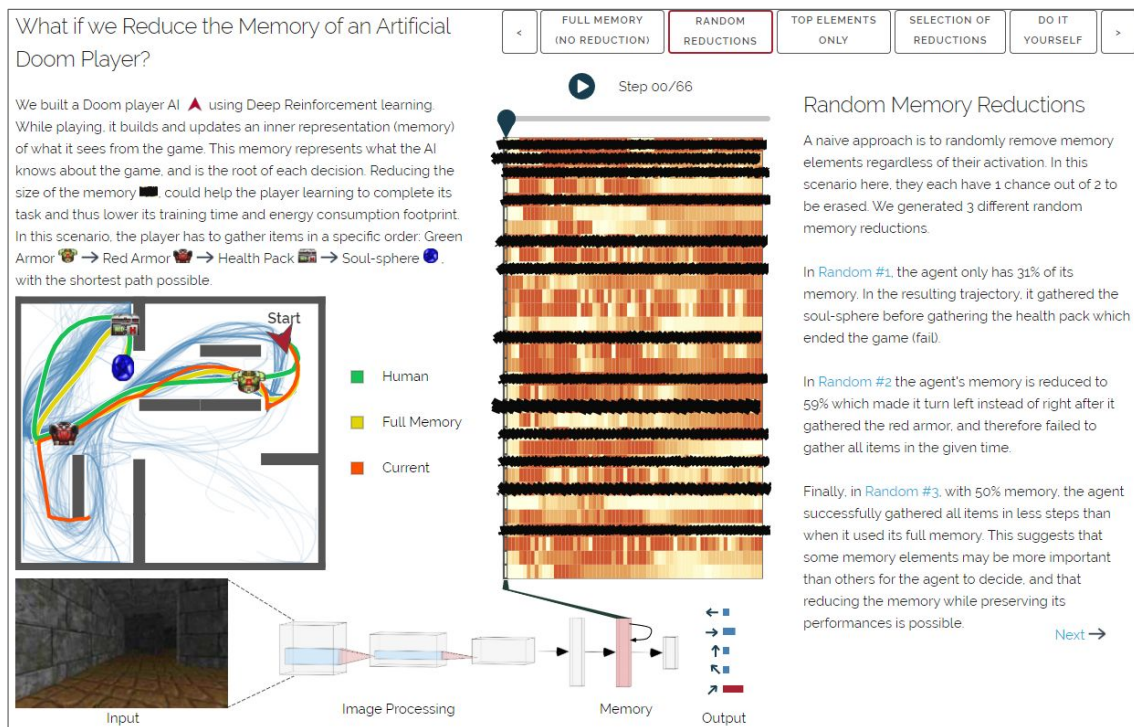 What if we Reduce the Memory of an Artificial
Doom Player?
We built a Doom player AI using Deep Reinforcement learning.
While playing, it builds and updates an inner representation (memory)
of what it sees from the game. This memory represents what the AI
knows about the game, and is the root of each decision. Reducing
the size of the memory , could help the player learning to complete its
task and thus lower its training time and energy consumption footprint.
In this scenario, the player has to gather items in a specific order: Green
Armor → Red Armor → Health Pack → Soul-sphere ,
with the shortest path possible.
Start
Human
Full Memory
Current
<
FULL MEMORY
(NO REDUCTION)
RANDOM
REDUCTIONS
TOP ELEMENTS
ONLY
SELECTION OF
REDUCTIONS
DO IT
YOURSELF
>
Step 00/66
Random Memory Reductions
A naive approach is to randomly remove memory
elements regardless of their activation. In this
scenario here, they each have 1 chance out of 2 to
be erased. We generated 3 different random
memory reductions.
In Random #1, the agent only has 31% of its
memory. In the resulting trajectory, it gathered the
soul-sphere before gathering the health pack which
ended the game (fail).
In Random #2 the agent's memory is reduced to
59% which made it turn left instead of right after it
gathered the red armor, and therefore failed to
gather all items in the given time.
Finally, in Random #3, with 50% memory, the agent
successfully gathered all items in less steps than
when it used its full memory. This suggests that
some memory elements may be more important
than others for the agent to decide, and that
reducing the memory while preserving its
performances is possible.
Next →
Input
Image Processing
Memory
Output